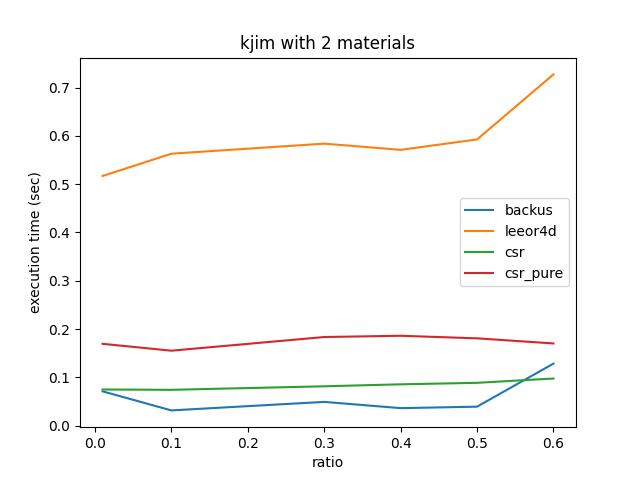 kjim with 2 materials
execution time (sec)
0.7
0.6
0.5
0.4
0.3
0.2
0.1
0.0
backus
leeor4d
csr
csr_pure
0.0 0.1 0.2 0.3 0.4 0.5 0.6
ratio